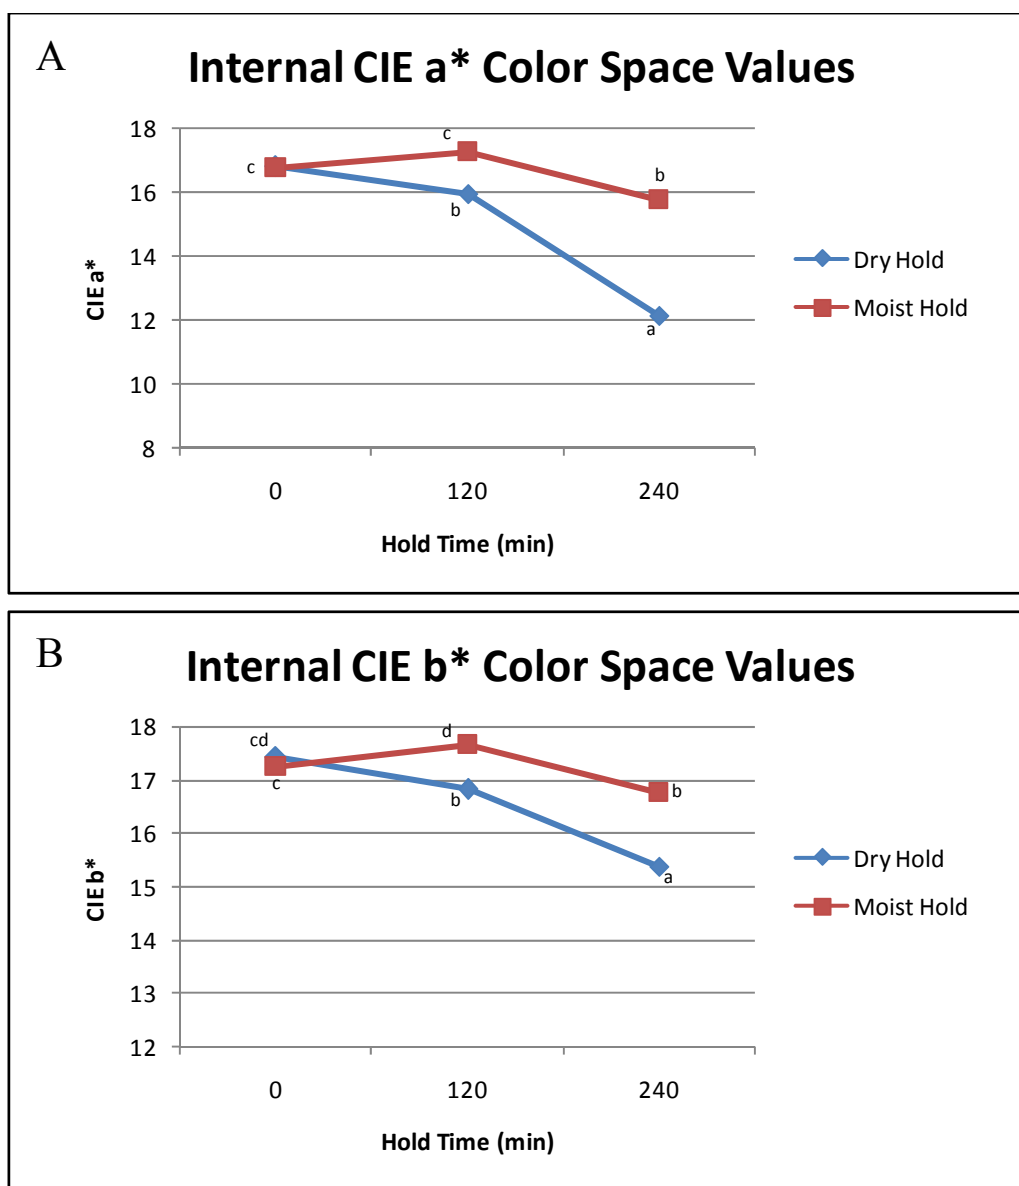 A
Internal CIE a* Color Space Values
18
16
14
12
10
8
CIE a*
c
c
b
b
a
0 120 240
Hold Time (min)
Dry Hold
Moist Hold
B
Internal CIE b* Color Space Values
18
17
16
15
14
13
12
CIE b*
cd
c
d
b
b
a
0 120 240
Hold Time (min)
Dry Hold
Moist Hold